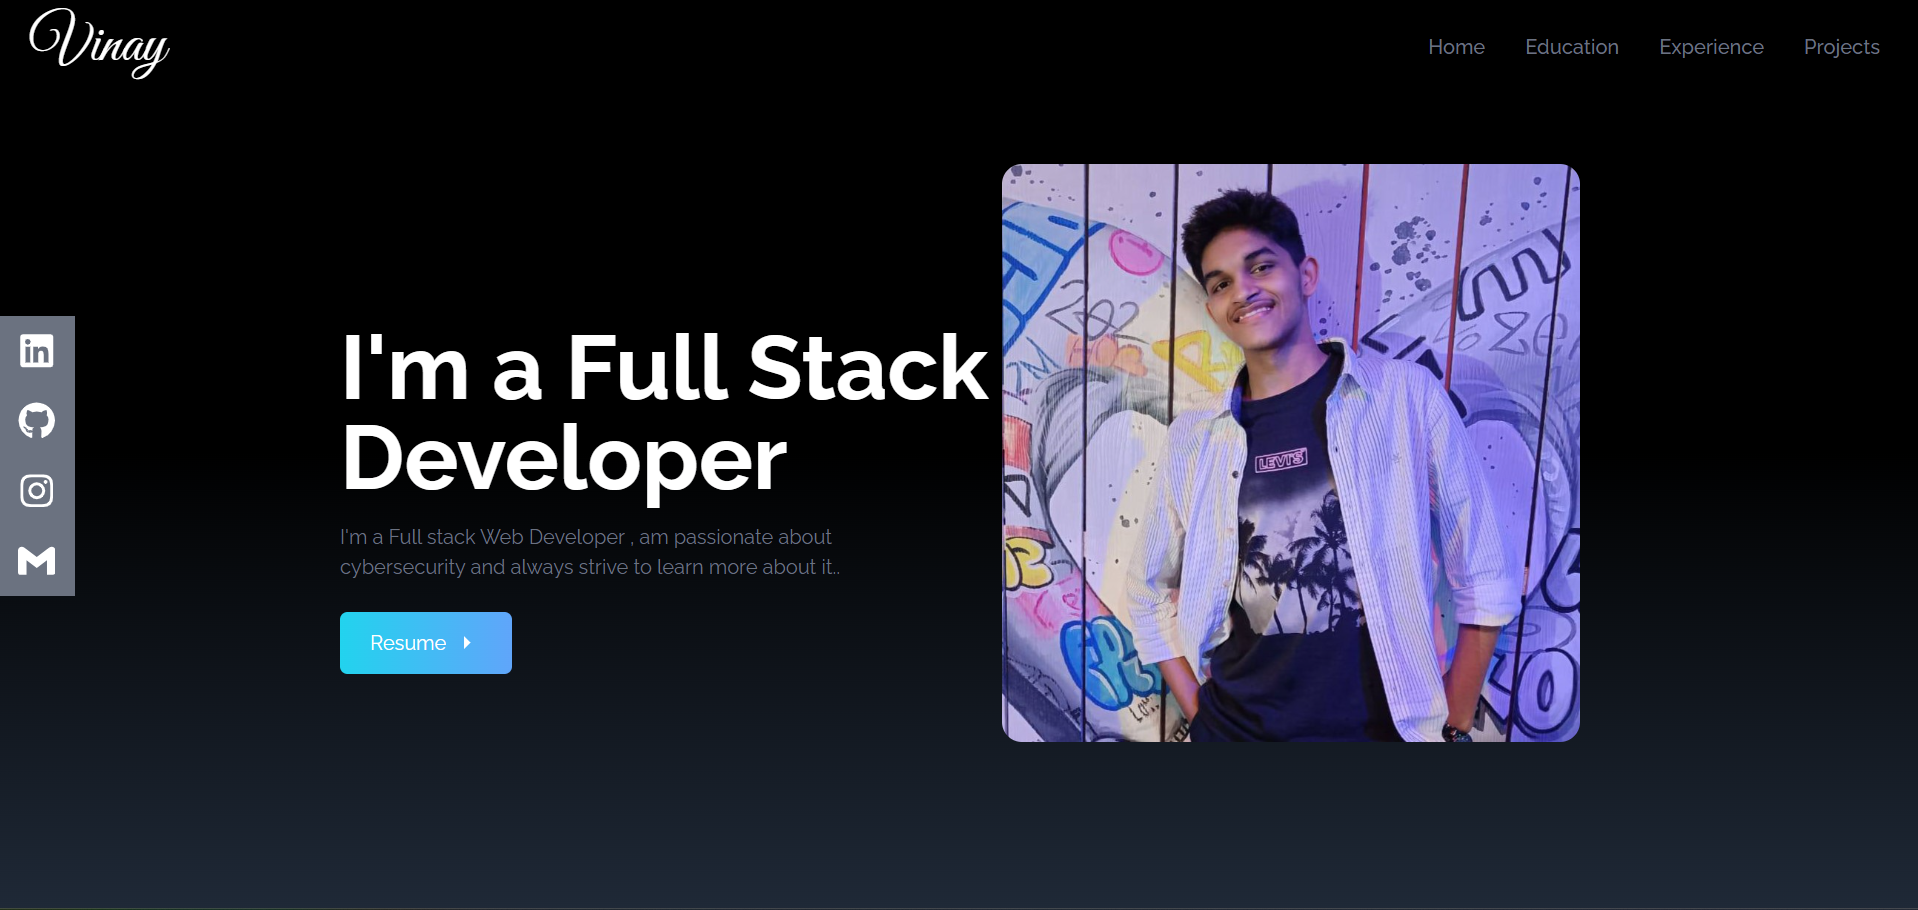 Vinay
Home Education Experience Projects
I'm a Full Stack
Developer
I'm a Full stack Web Developer , am passionate about
cybersecurity and always strive to learn more about it..
Resume
LEVI'S